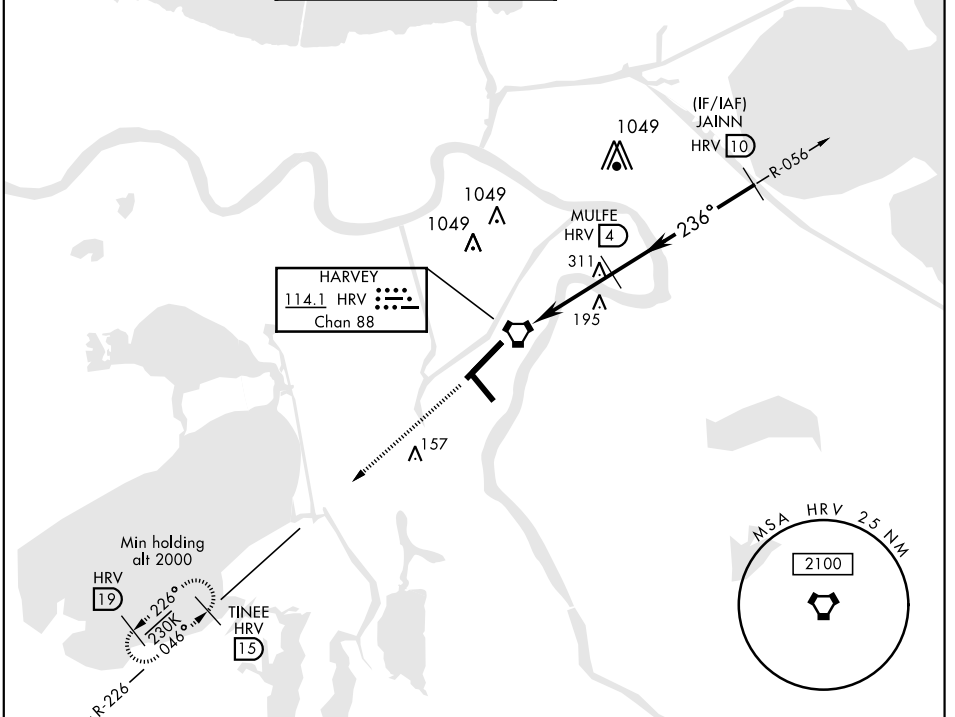 (IF/IAF)
JAINN
HRV 10
R-056
1049
1049
1049
MULFE
HRV 4
236°
311
195
HARVEY
114.1 HRV
Chan 88
157
MSA HRV 25 NM
2100
Min holding
alt 2000
HRV
19
226°
230K
046°
TINEE
HRV
15
R-226